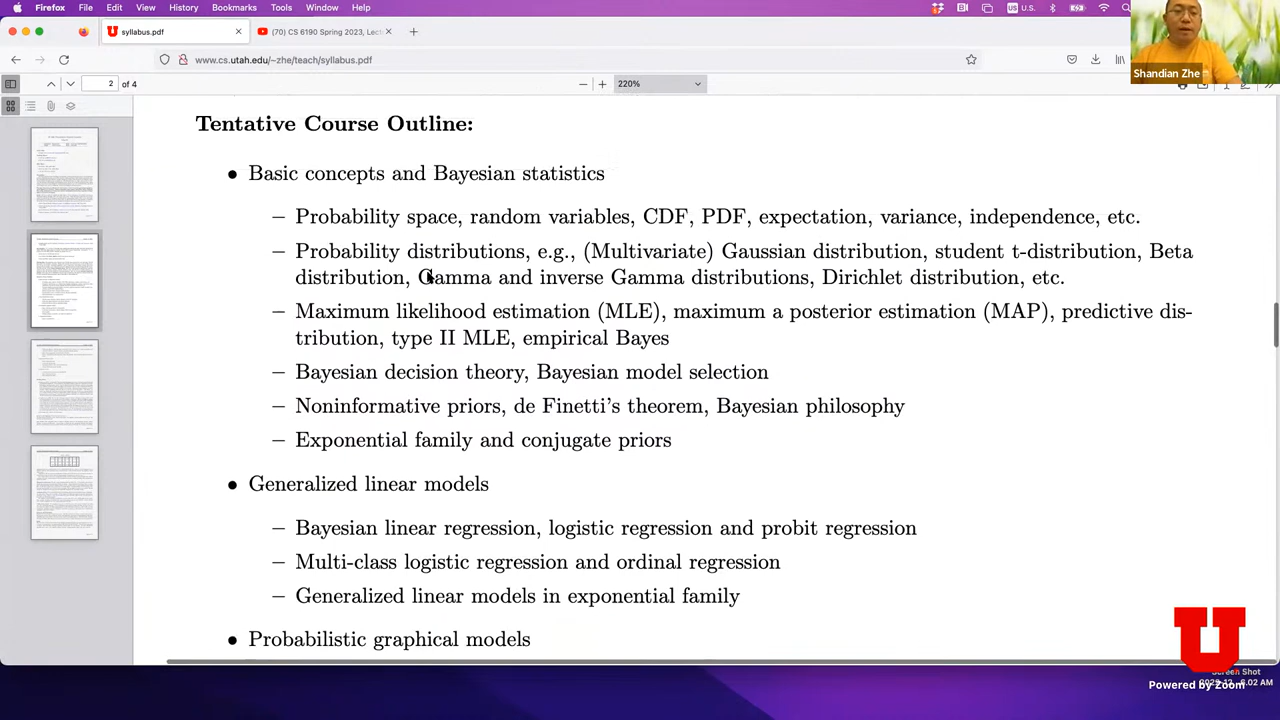 Firefox File Edit View History Bookmarks Tools Window Help U.S.
syllabus.pdf
(70) CS 6190 Spring 2023, Lect
www.cs.utah.edu/~zhe/teach/syllabus.pdf
2 of 4
220%
Shandian Zhe
Tentative Course Outline:
• Basic concepts and Bayesian statistics
– Probability space, random variables, CDF, PDF, expectation, variance, independence, etc.
– Probability distributions, e.g., (Multivariate) Gaussian distribution, student t-distribution, Beta
distribution, Gamma and inverse Gamma distributions, Dirichlet distribution, etc.
– Maximum likelihood estimation (MLE), maximum a posterior estimation (MAP), predictive dis-
tribution, type II MLE, empirical Bayes
– Bayesian decision theory, Bayesian model selection
– Noninformative priors, de Finetti's theorem, Bayesian philosophy
– Exponential family and conjugate priors
• Generalized linear models
– Bayesian linear regression, logistic regression and probit regression
– Multi-class logistic regression and ordinal regression
– Generalized linear models in exponential family
• Probabilistic graphical models
U
Screen Shot
Powered by Zoom